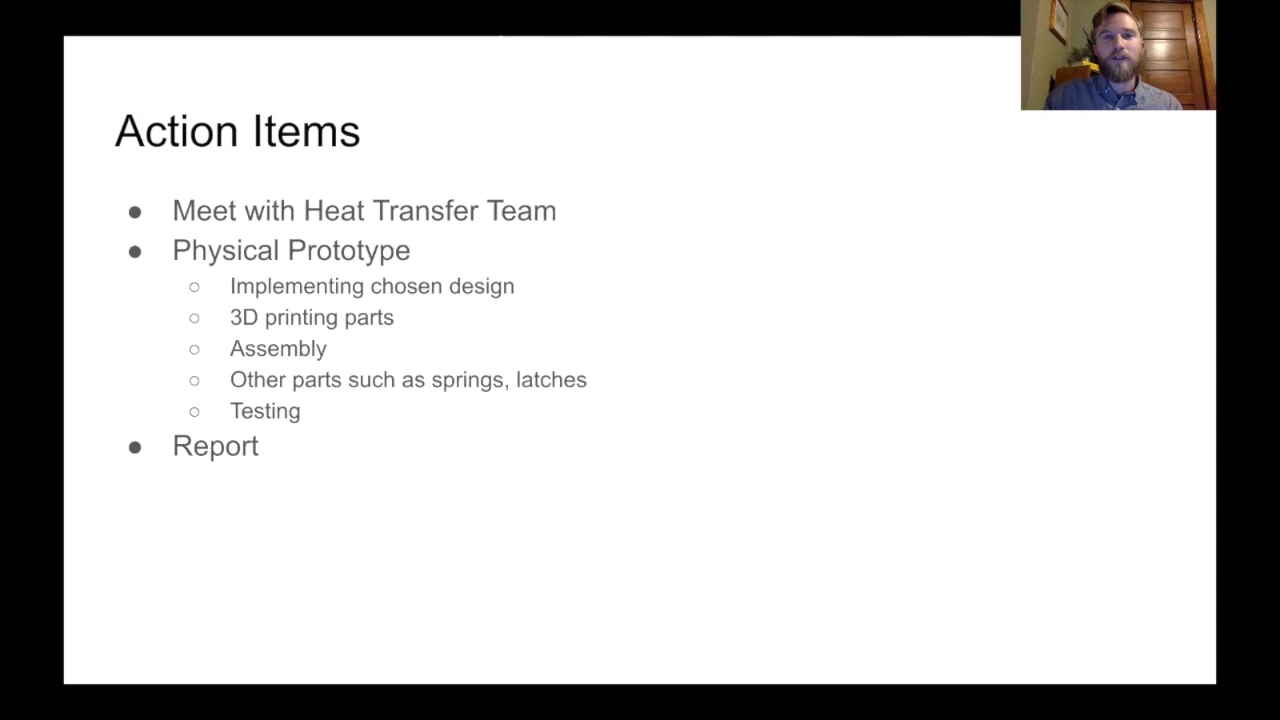 Action Items
● Meet with Heat Transfer Team
● Physical Prototype
○ Implementing chosen design
○ 3D printing parts
○ Assembly
○ Other parts such as springs, latches
○ Testing
● Report